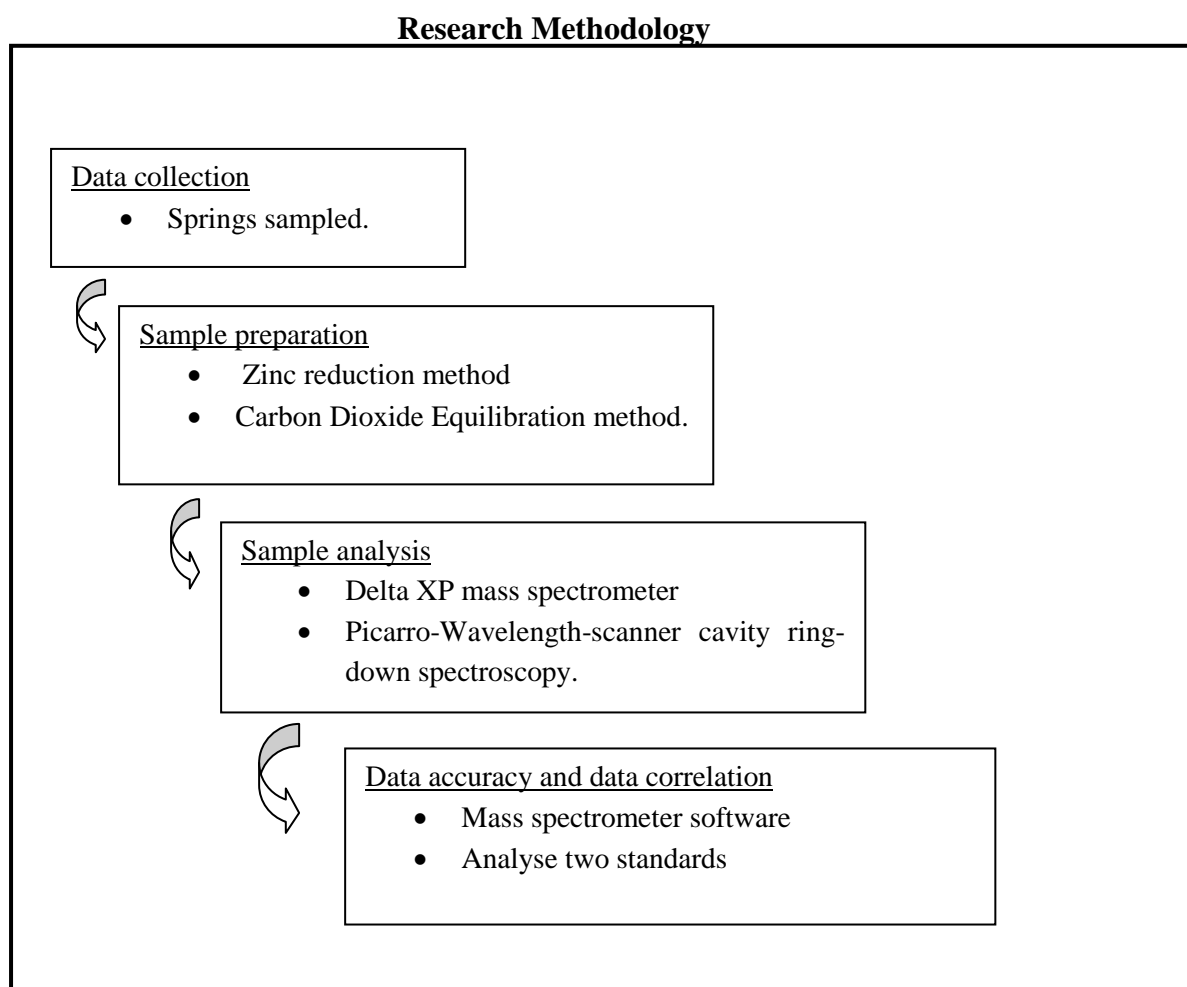 Research Methodology
Data collection
• Springs sampled.
Sample preparation
• Zinc reduction method
• Carbon Dioxide Equilibration method.
Sample analysis
• Delta XP mass spectrometer
• Picarro-Wavelength-scanner cavity ring-
down spectroscopy.
Data accuracy and data correlation
• Mass spectrometer software
• Analyse two standards